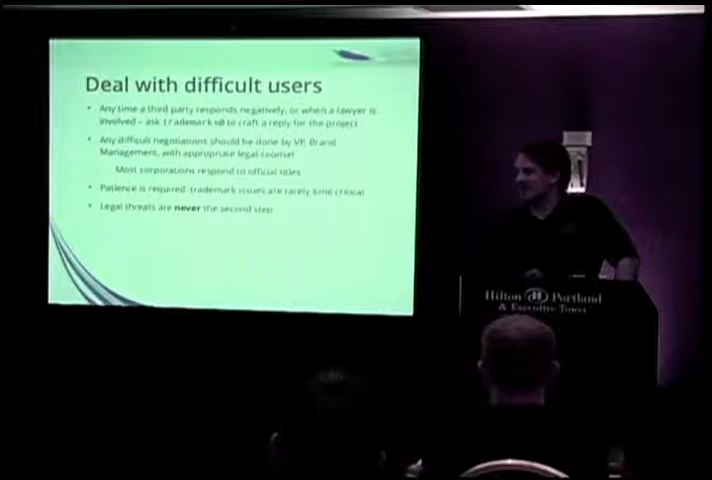 Deal with difficult users
Any time a third party responds negatively, or when a lawyer is
involved – ask trademarks@ to craft a reply for the project
Any difficult negotiations should be done by VP, Brand
Management, with appropriate legal counsel
Most corporations respond to official titles
Patience is required: trademark issues are rarely time critical
Legal threats are never the second step
Hilton Portland
& Executive Tower